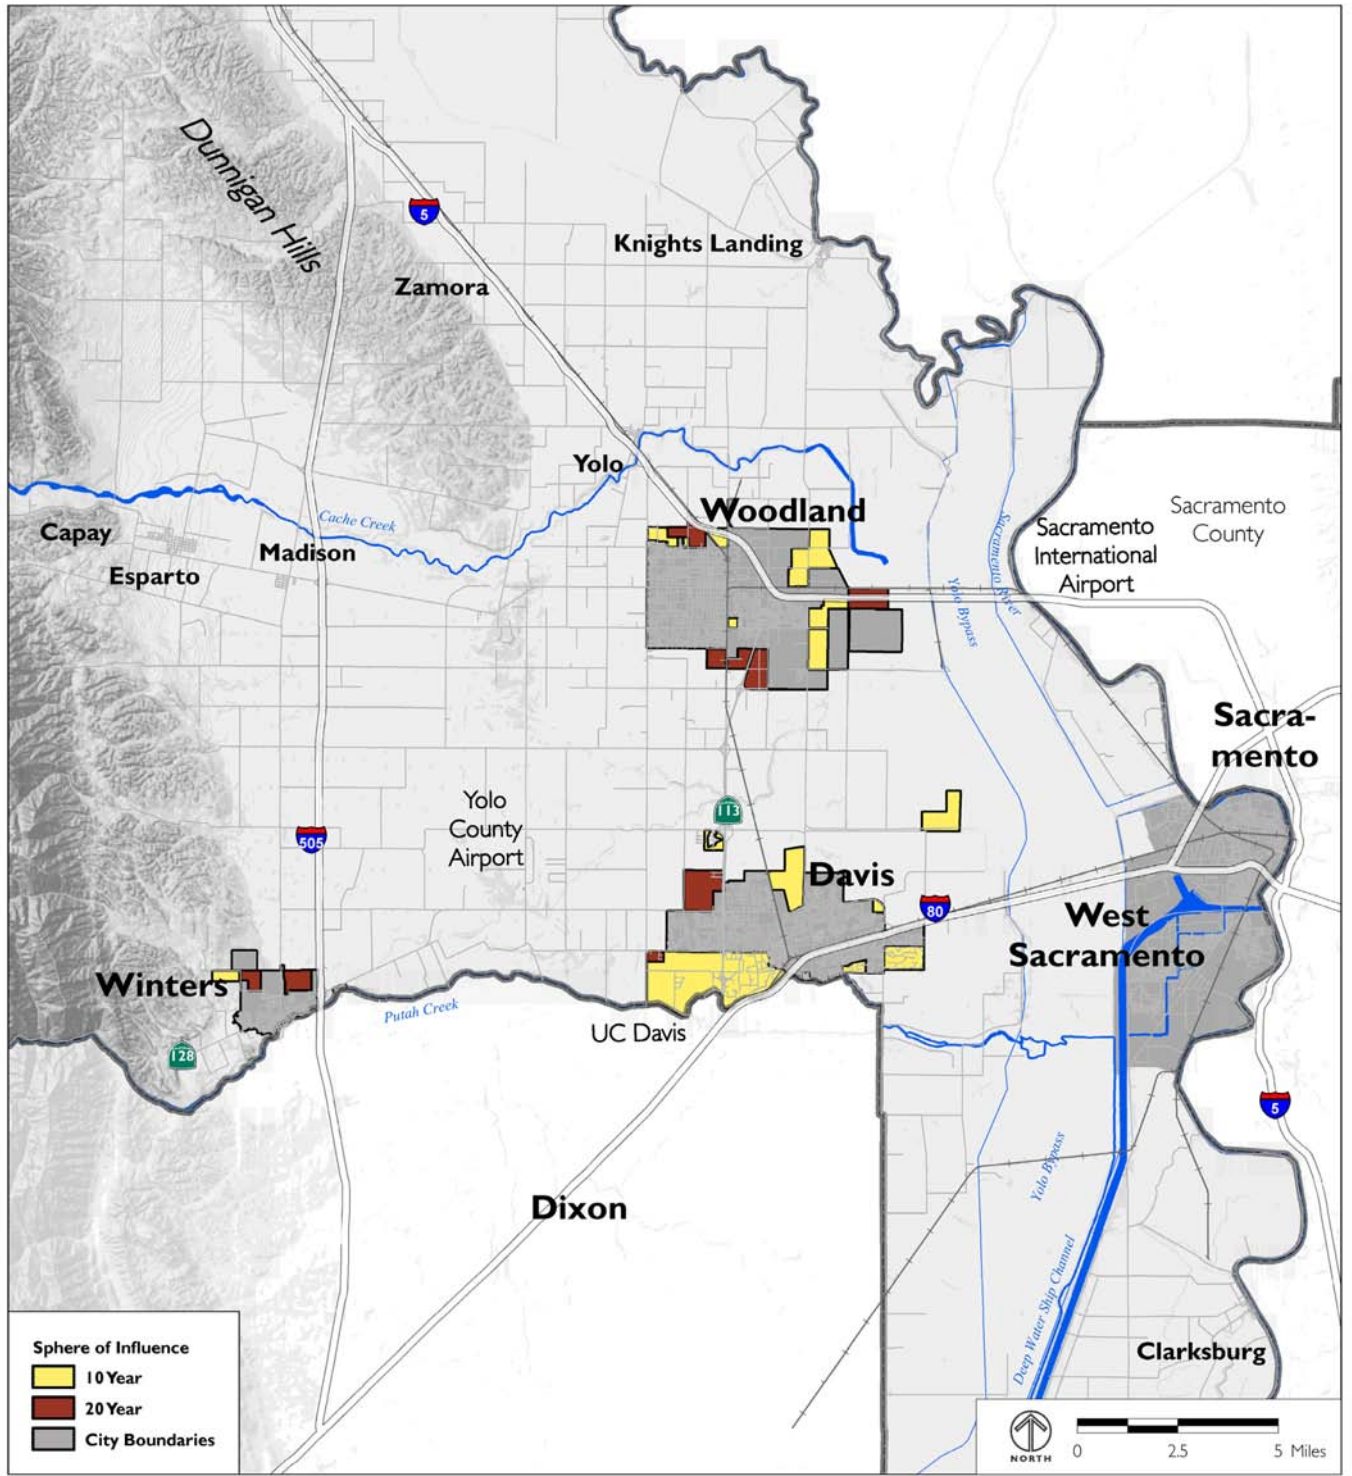 Dunnigan Hills
5
Knights Landing
Zamora
Yolo
Woodland
Capay
Cache Creek
Madison
Esparto
Sacramento River
Yolo Bypass
Sacramento
International
Airport
Sacramento
County
Sacra-
mento
Yolo
County
Airport
505
113
Davis
80
West
Sacramento
Winters
128
Putah Creek
UC Davis
5
Dixon
Yolo Bypass
Deep Water Ship Channel
Clarksburg
Sphere of Influence
10 Year
20 Year
City Boundaries
NORTH
0 2.5 5 Miles